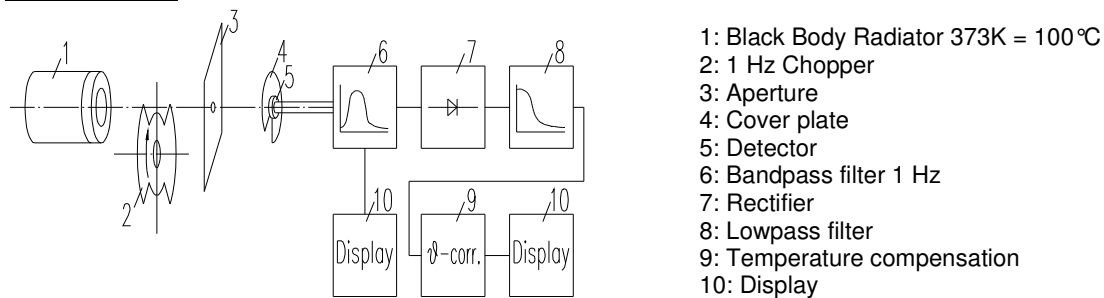 3
1
4
6
7
8
5
2
10
9
10
Display
ϑ-corr.
Display
1: Black Body Radiator 373K = 100°C
2: 1 Hz Chopper
3: Aperture
4: Cover plate
5: Detector
6: Bandpass filter 1 Hz
7: Rectifier
8: Lowpass filter
9: Temperature compensation
10: Display